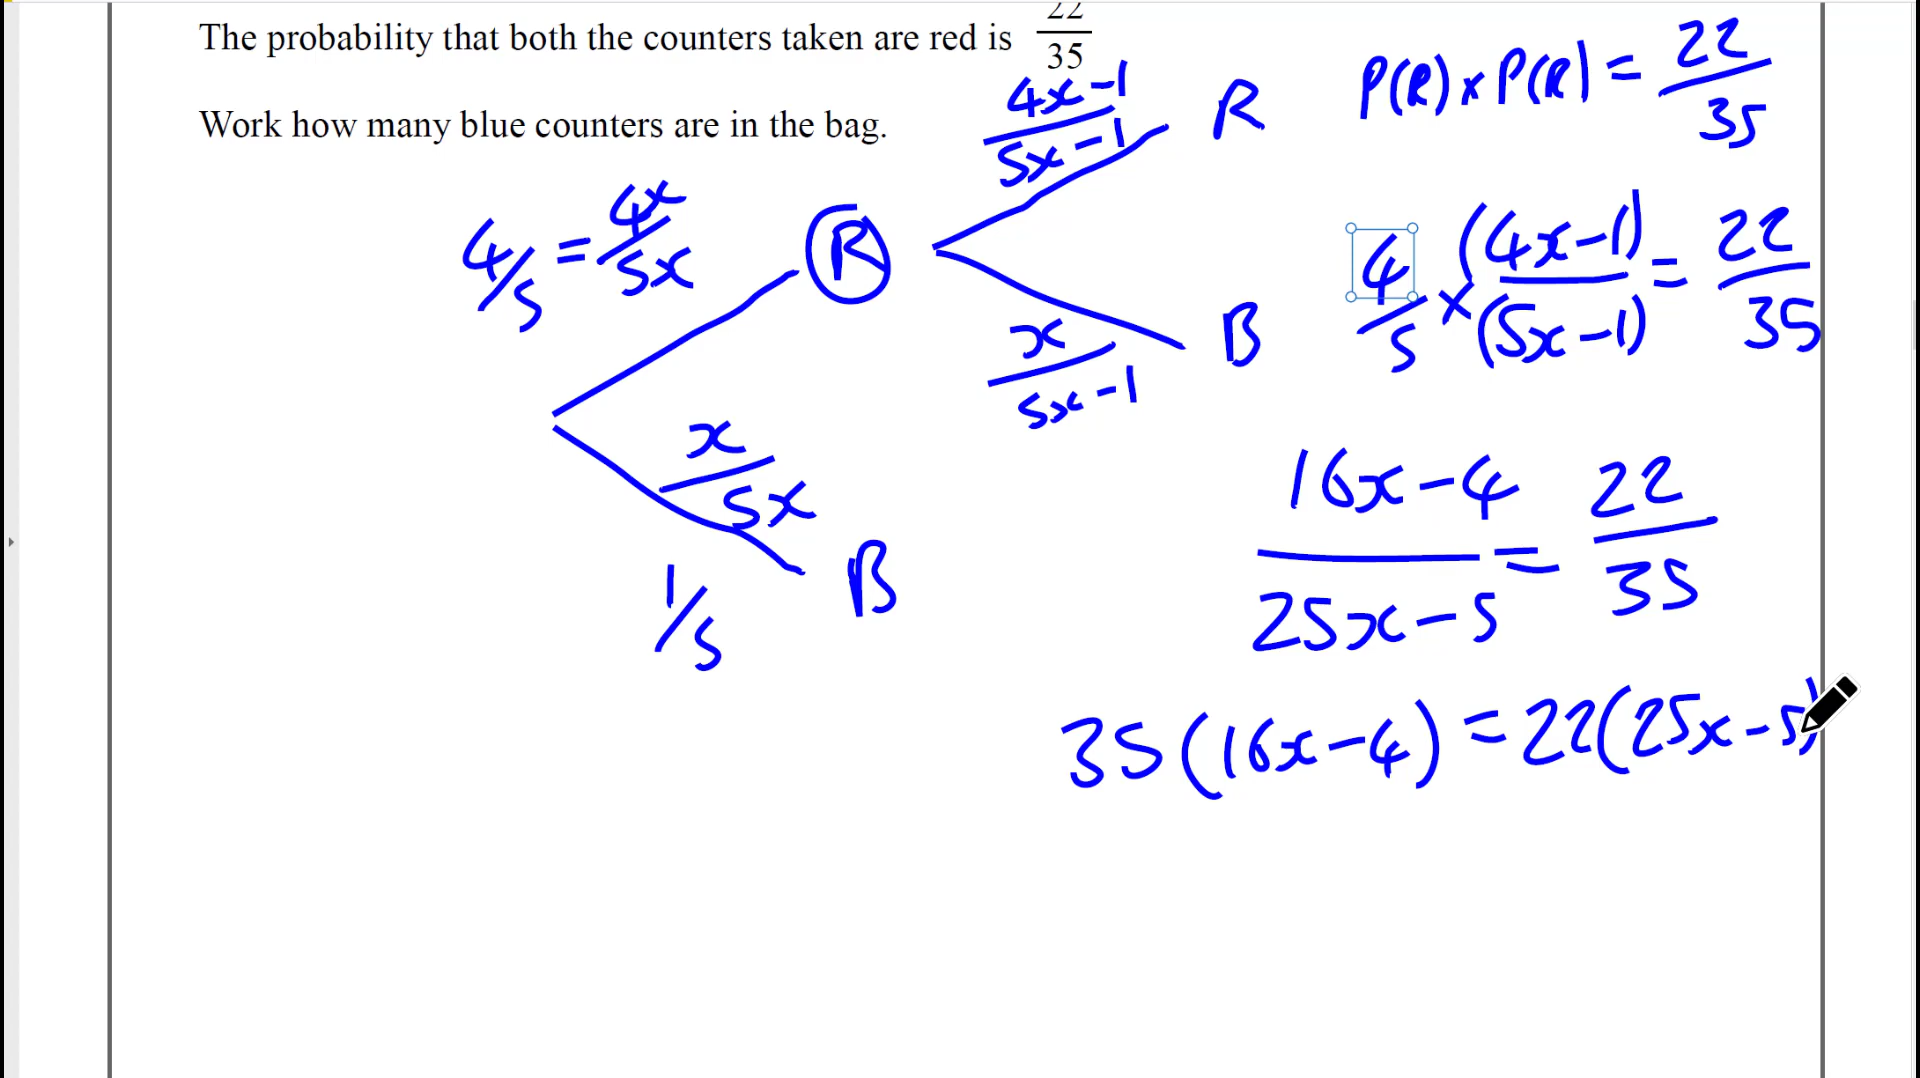 The probability that both the counters taken are red is 22/35
Work how many blue counters are in the bag.
4/5 = 4x/5x
R
4x-1/5x-1
R
x/5x-1
B
x/5x
1/5
B
P(R) x P(R) = 22/35
4/5 x (4x-1)/(5x-1) = 22/35
16x-4/25x-5 = 22/35
35(16x-4) = 22(25x-5)